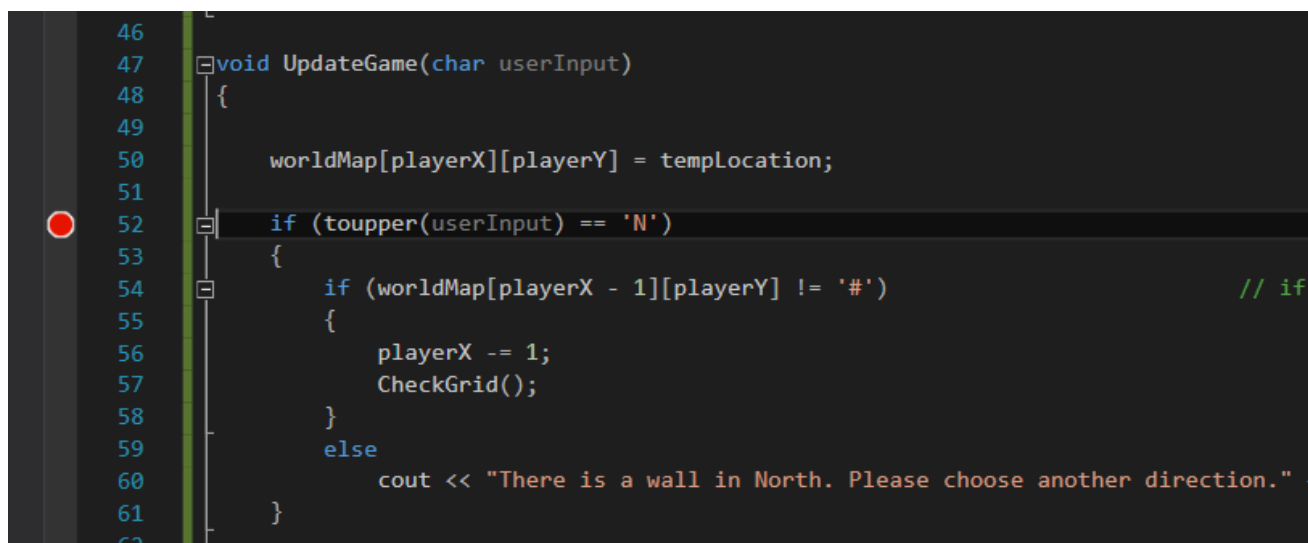 46
47 void UpdateGame(char userInput)
48 {
49
50 worldMap[playerX][playerY] = tempLocation;
51
52 if (toupper(userInput) == 'N')
53 {
54 if (worldMap[playerX - 1][playerY] != '#') // if
55 {
56 playerX -= 1;
57 CheckGrid();
58 }
59 else
60 cout << "There is a wall in North. Please choose another direction."
61 }